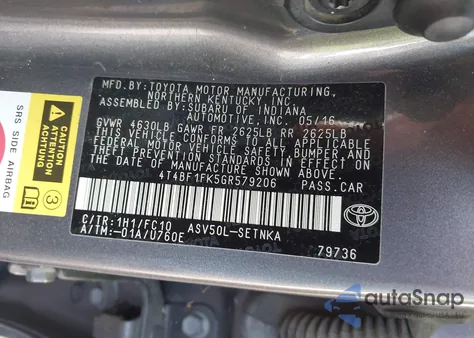 MFD.BY:TOYOTA MOTOR MANUFACTURING,
NORTHERN KENTUCKY, INC.
ASSEMBLED BY: SUBARU OF INDIANA
AUTOMOTIVE, INC. 05/16
GVWR 4630LB GAWR FR 2625LB RR 2625LB
THIS VEHICLE CONFORMS TO ALL APPLICABLE
FEDERAL MOTOR VEHICLE SAFETY, BUMPER, AND
THEFT PREVENTION STANDARDS IN EFFECT ON
THE DATE OF MANUFACTURE SHOWN ABOVE.
4T4BF1FK5GR579206 PASS.CAR
C/TR:1H1/FC10 ASV50L-SETNKA
A/TM:-01A/U760E
TOYOTA
79736
SRS SIDE AIRBAG
3
autoSnap